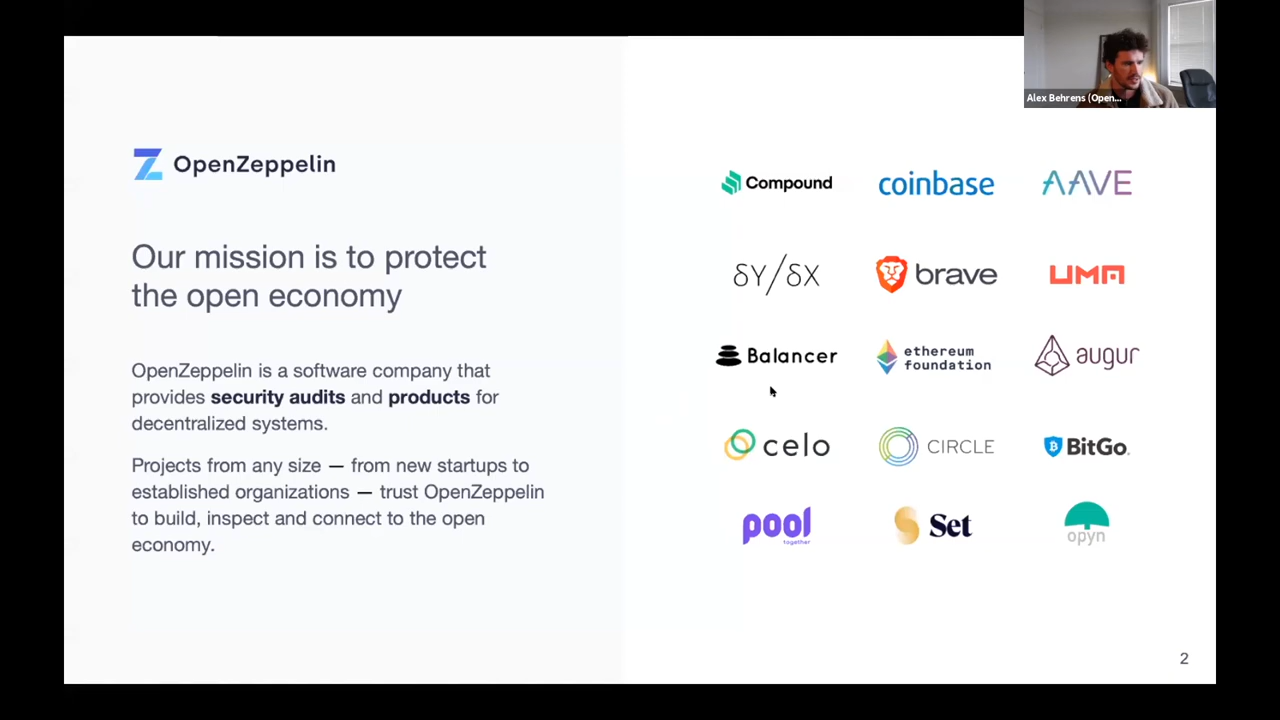 Alex Behrens (Open...
OpenZeppelin
Our mission is to protect
the open economy
OpenZeppelin is a software company that
provides security audits and products for
decentralized systems.
Projects from any size — from new startups to
established organizations — trust OpenZeppelin
to build, inspect and connect to the open
economy.
Compound
coinbase
AAVE
δY/δX
brave
UMA
Balancer
ethereum
foundation
augur
celo
CIRCLE
BitGo
pool
together
Set
opyn
2